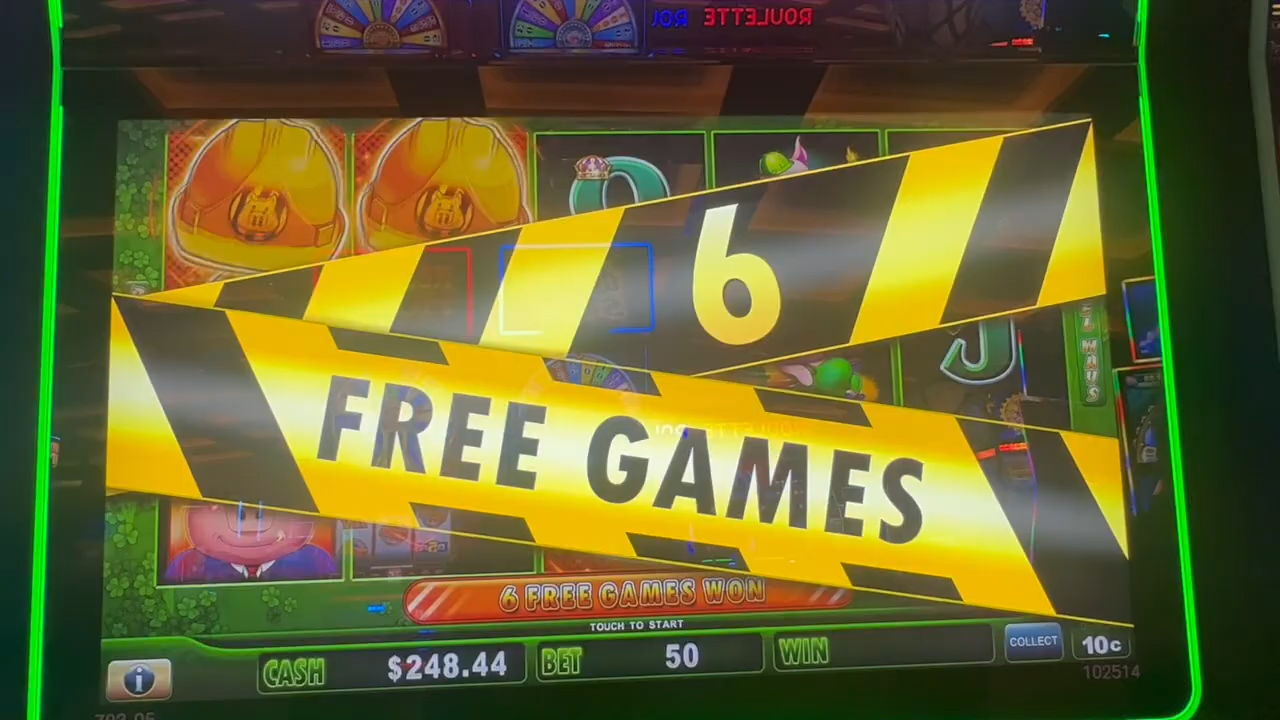 ROULETTE
6
FREE GAMES
J
6 FREE GAMES WON
TOUCH TO START
CASH $248.44 BET 50 WIN COLLECT 10¢
102514